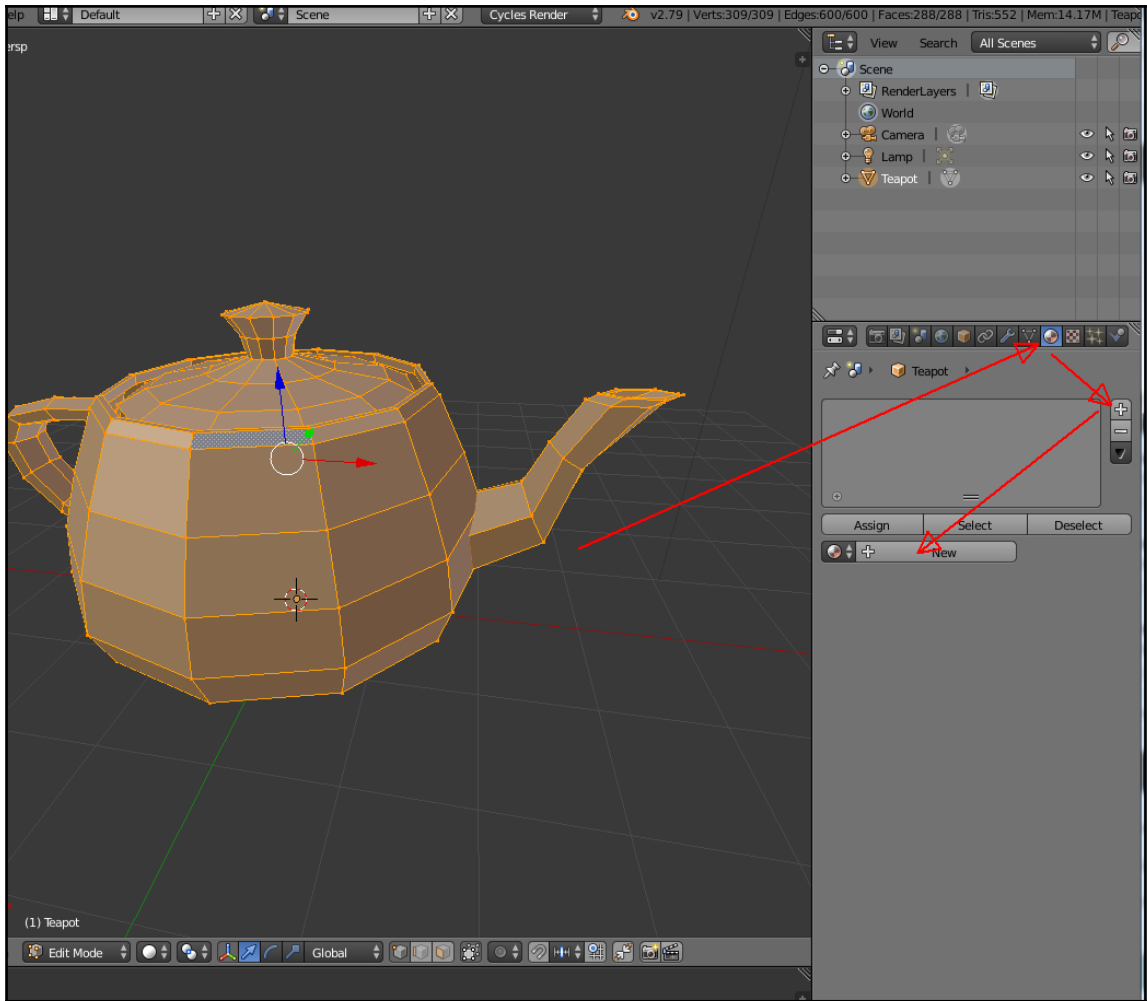 elp Default Scene Cycles Render v2.79 | Verts:309/309 | Edges:600/600 | Faces:288/288 | Tris:552 | Mem:14.17M | Teapo
ersp
View Search All Scenes
Scene
RenderLayers |
World
Camera |
Lamp |
Teapot |
Teapot
Assign Select Deselect
New
(1) Teapot
Edit Mode Global